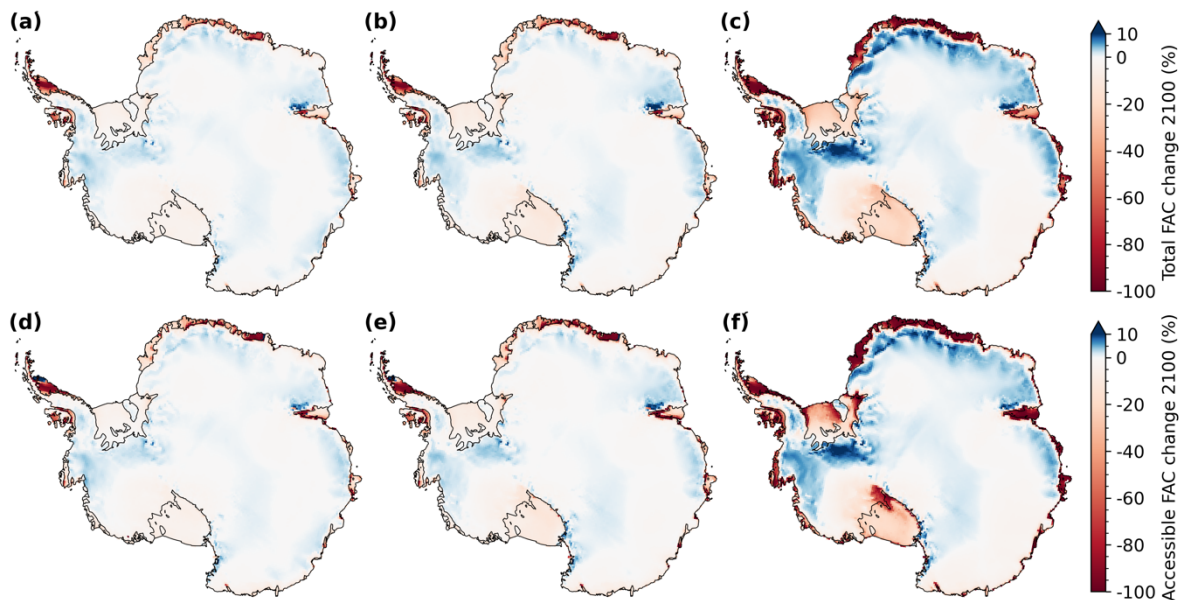 (a)
(b)
(c)
10
0
-20
-40
-60
-80
-100
Total FAC change 2100 (%)
(d)
(e)
(f)
10
0
-20
-40
-60
-80
-100
Accessible FAC change 2100 (%)